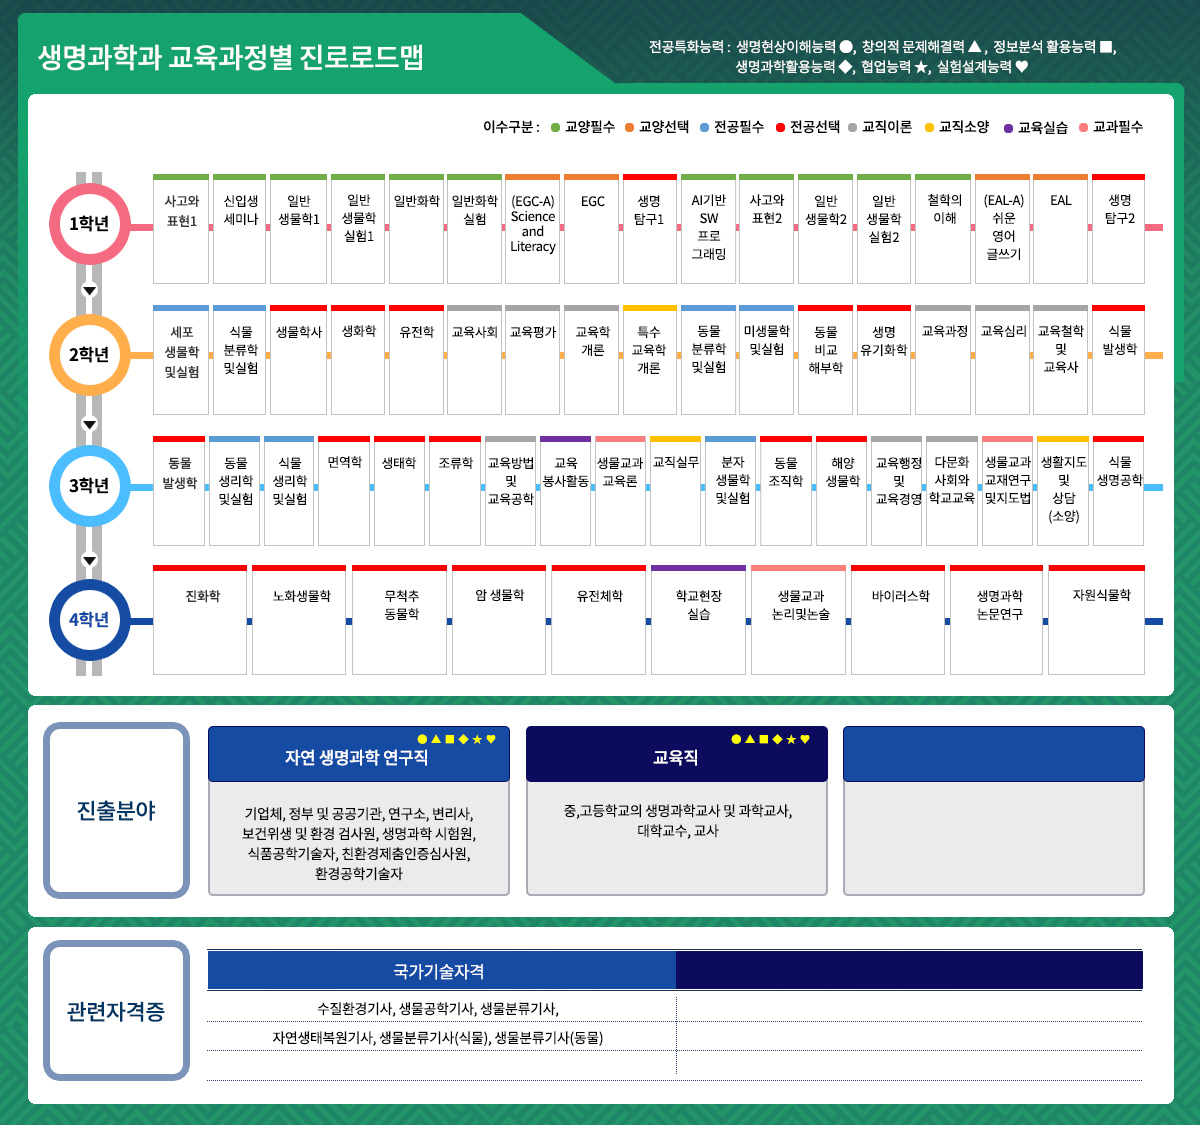 생명과학과 교육과정별 진로로드맵
전공특화능력 : 생명현상이해능력 ●, 창의적 문제해결력 ▲, 정보분석 활용능력 ■,
생명과학활용능력 ◆, 협업능력 ★, 실험설계능력 ♥
이수구분 : ● 교양필수 ● 교양선택 ● 전공필수 ● 전공선택 ● 교직이론 ● 교직소양 ● 교육실습 ● 교과필수
1학년
사고와
표현1
신입생
세미나
일반
생물학1
일반
생물학
실험1
일반화학
일반화학
실험
(EGC-A)
Science
and
Literacy
EGC
생명
탐구1
AI기반
SW
프로
그래밍
사고와
표현2
일반
생물학2
일반
생물학
실험2
철학의
이해
(EAL-A)
쉬운
영어
글쓰기
EAL
생명
탐구2
2학년
세포
생물학
및실험
식물
분류학
및실험
생물학사
생화학
유전학
교육사회
교육평가
교육학
개론
특수
교육학
개론
동물
분류학
및실험
미생물학
및실험
동물
비교
해부학
생명
유기화학
교육과정
교육심리
교육철학
및
교육사
식물
발생학
3학년
동물
발생학
동물
생리학
및실험
식물
생리학
및실험
면역학
생태학
조류학
교육방법
및
교육공학
교육
봉사활동
생물교과
교육론
교직실무
분자
생물학
및실험
동물
조직학
해양
생물학
교육행정
및
교육경영
다문화
사회와
학교교육
생물교과
교재연구
및지도법
생활지도
및
상담
(소양)
식물
생명공학
4학년
진화학
노화생물학
무척추
동물학
암 생물학
유전체학
학교현장
실습
생물교과
논리및논술
바이러스학
생명과학
논문연구
자원식물학
진출분야
●▲■◆★♥
자연 생명과학 연구직
기업체, 정부 및 공공기관, 연구소, 변리사,
보건위생 및 환경 검사원, 생명과학 시험원,
식품공학기술자, 친환경제춤인증심사원,
환경공학기술자
●▲■◆★♥
교육직
중,고등학교의 생명과학교사 및 과학교사,
대학교수, 교사
관련자격증
국가기술자격
수질환경기사, 생물공학기사, 생물분류기사,
자연생태복원기사, 생물분류기사(식물), 생물분류기사(동물)